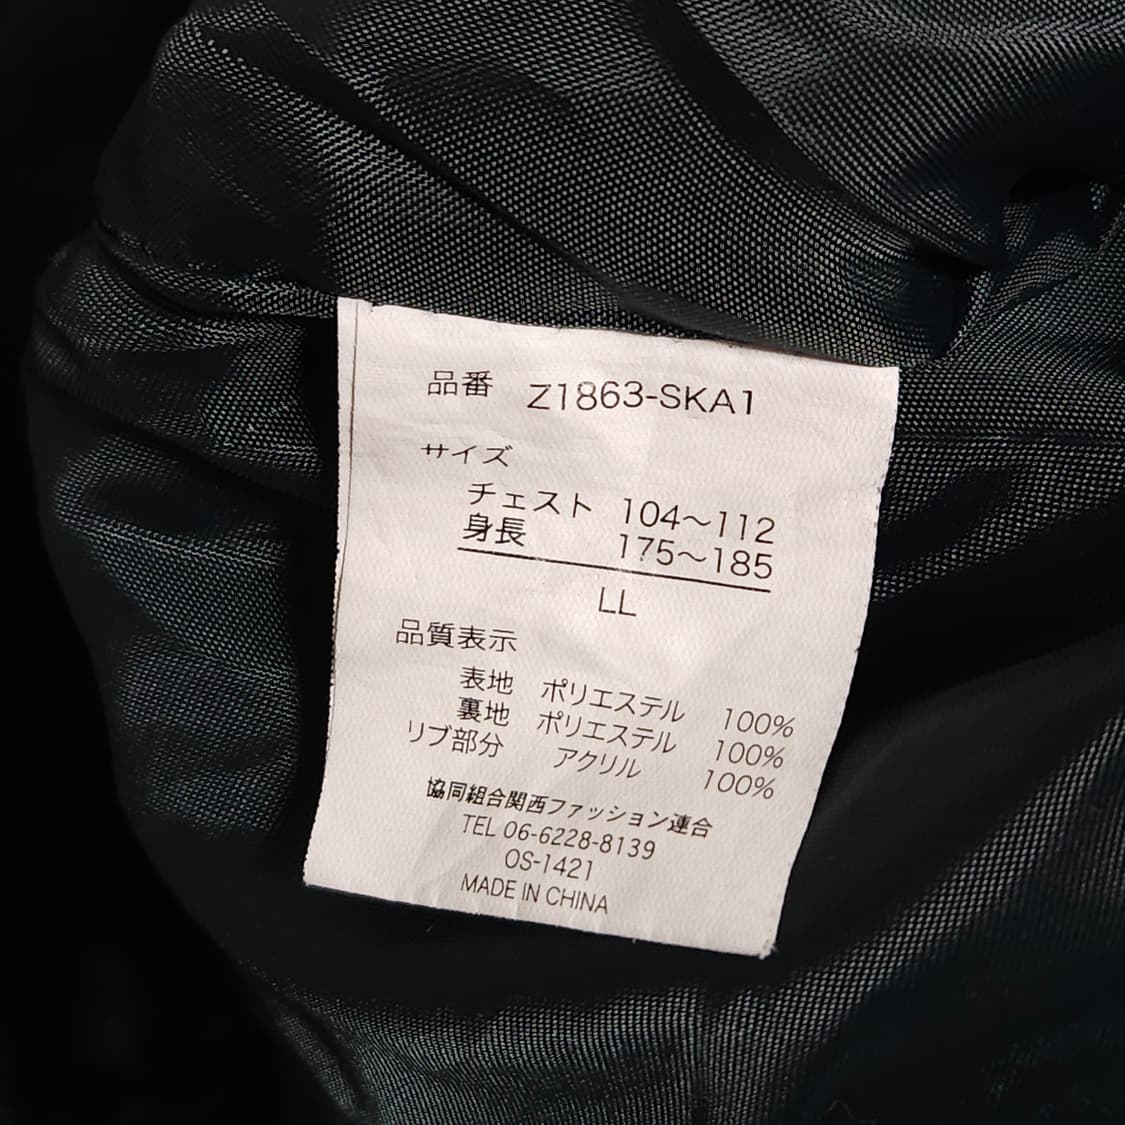 品番 Z1863-SKA1
サイズ
チェスト 104～112
身長 175～185
LL
品質表示
表地 ポリエステル 100%
裏地 ポリエステル 100%
リブ部分 アクリル 100%
協同組合関西ファッション連合
TEL 06-6228-8139
OS-1421
MADE IN CHINA